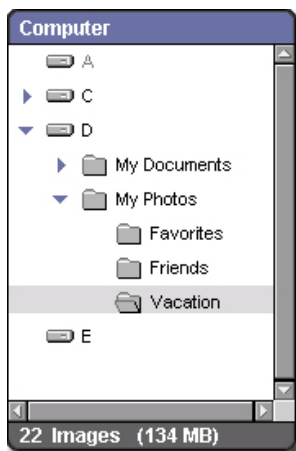 Computer
A
C
D
My Documents
My Photos
Favorites
Friends
Vacation
E
22 Images (134 MB)